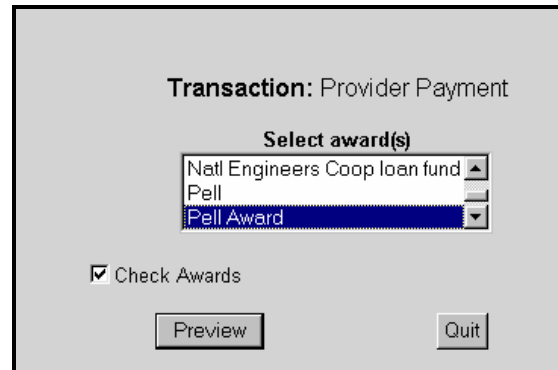 Transaction: Provider Payment
Select award(s)
Natl Engineers Coop loan fund
Pell
Pell Award
Check Awards
Preview Quit